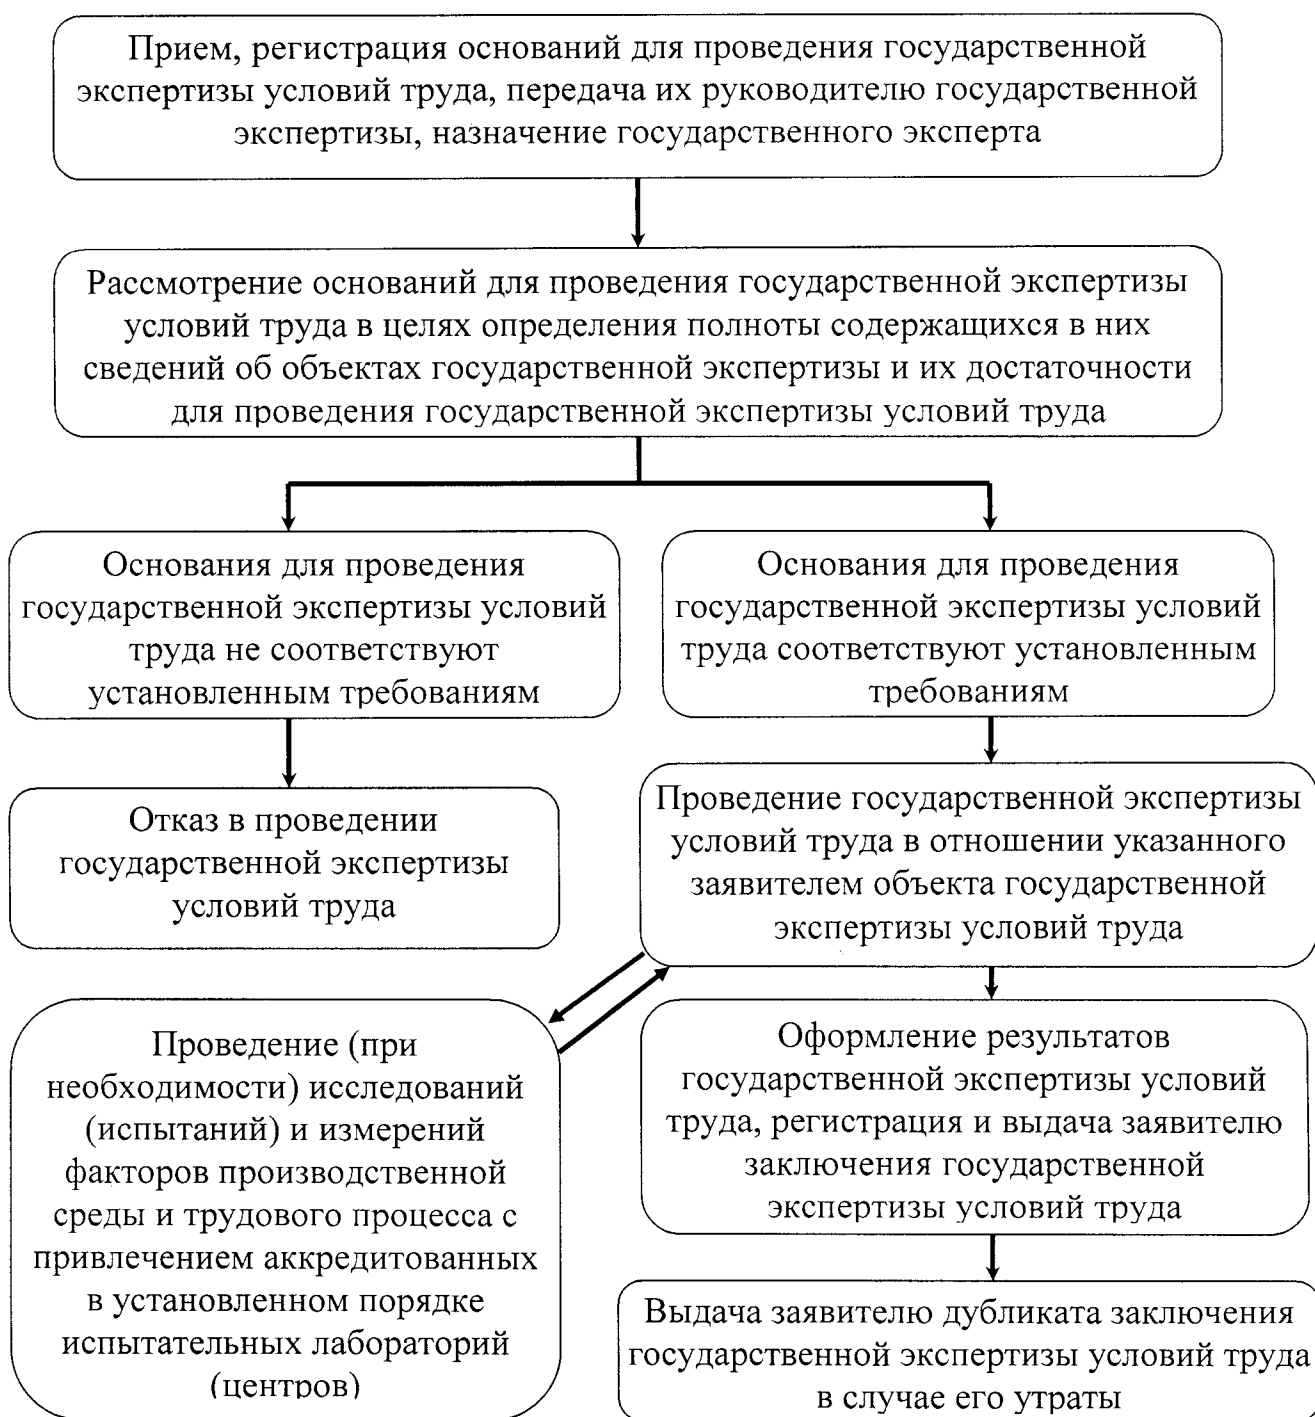 Прием, регистрация оснований для проведения государственной
экспертизы условий труда, передача их руководителю государственной
экспертизы, назначение государственного эксперта
Рассмотрение оснований для проведения государственной экспертизы
условий труда в целях определения полноты содержащихся в них
сведений об объектах государственной экспертизы и их достаточности
для проведения государственной экспертизы условий труда
Основания для проведения
государственной экспертизы условий
труда не соответствуют
установленным требованиям
Основания для проведения
государственной экспертизы условий
труда соответствуют установленным
требованиям
Отказ в проведении
государственной экспертизы
условий труда
Проведение государственной экспертизы
условий труда в отношении указанного
заявителем объекта государственной
экспертизы условий труда
Проведение (при
необходимости) исследований
(испытаний) и измерений
факторов производственной
среды и трудового процесса с
привлечением аккредитованных
в установленном порядке
испытательных лабораторий
(центров)
Оформление результатов
государственной экспертизы условий
труда, регистрация и выдача заявителю
заключения государственной
экспертизы условий труда
Выдача заявителю дубликата заключения
государственной экспертизы условий труда
в случае его утраты